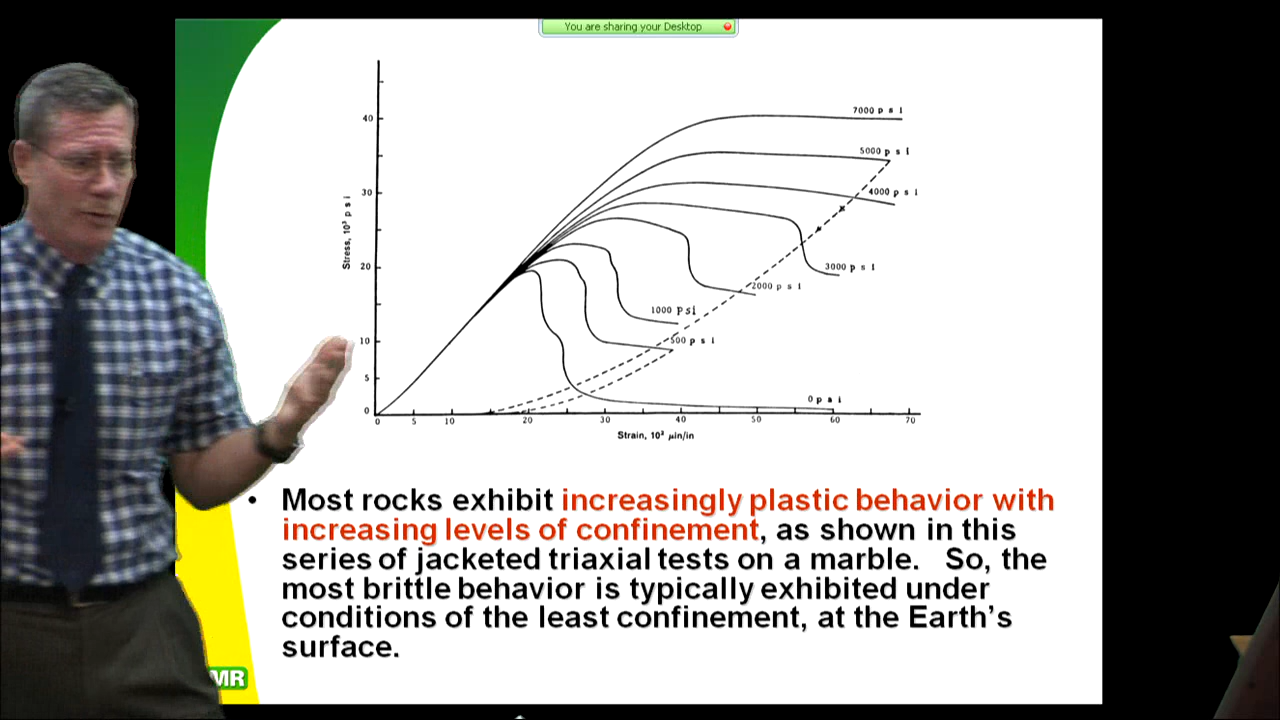 You are sharing your Desktop
7000 p s i
40
5000 p s i
4000 p s i
30
Stress, 10³ p s i
20
3000 p s i
2000 p s i
1000 psi
10
500 p s i
5
0 p s i
0
0 5 10 20 30 40 50 60 70
Strain, 10² µin/in
• Most rocks exhibit increasingly plastic behavior with
increasing levels of confinement, as shown in this
series of jacketed triaxial tests on a marble. So, the
most brittle behavior is typically exhibited under
conditions of the least confinement, at the Earth's
surface.
MR